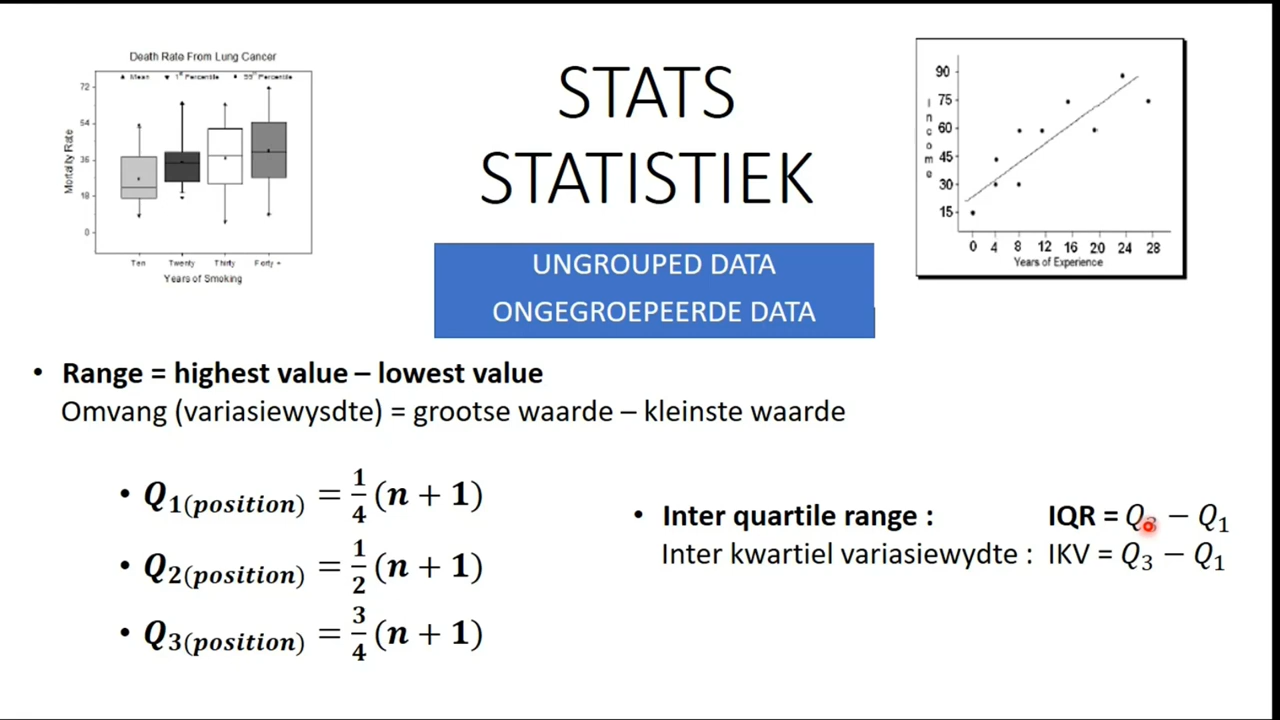 Death Rate From Lung Cancer
Mean 1st Percentile 99th Percentile
72
54
36
18
0
Mortality Rate
Ten Twenty Thirty Forty +
Years of Smoking
STATS
STATISTIEK
UNGROUPED DATA
ONGEGROEPEERDE DATA
90
75
60
45
30
15
Income
0 4 8 12 16 20 24 28
Years of Experience
• Range = highest value – lowest value
Omvang (variasiewysdte) = grootse waarde – kleinste waarde
• Q1(position) = 1/4 (n + 1)
• Q2(position) = 1/2 (n + 1)
• Q3(position) = 3/4 (n + 1)
• Inter quartile range : IQR = Q3 − Q1
Inter kwartiel variasiewydte : IKV = Q3 − Q1